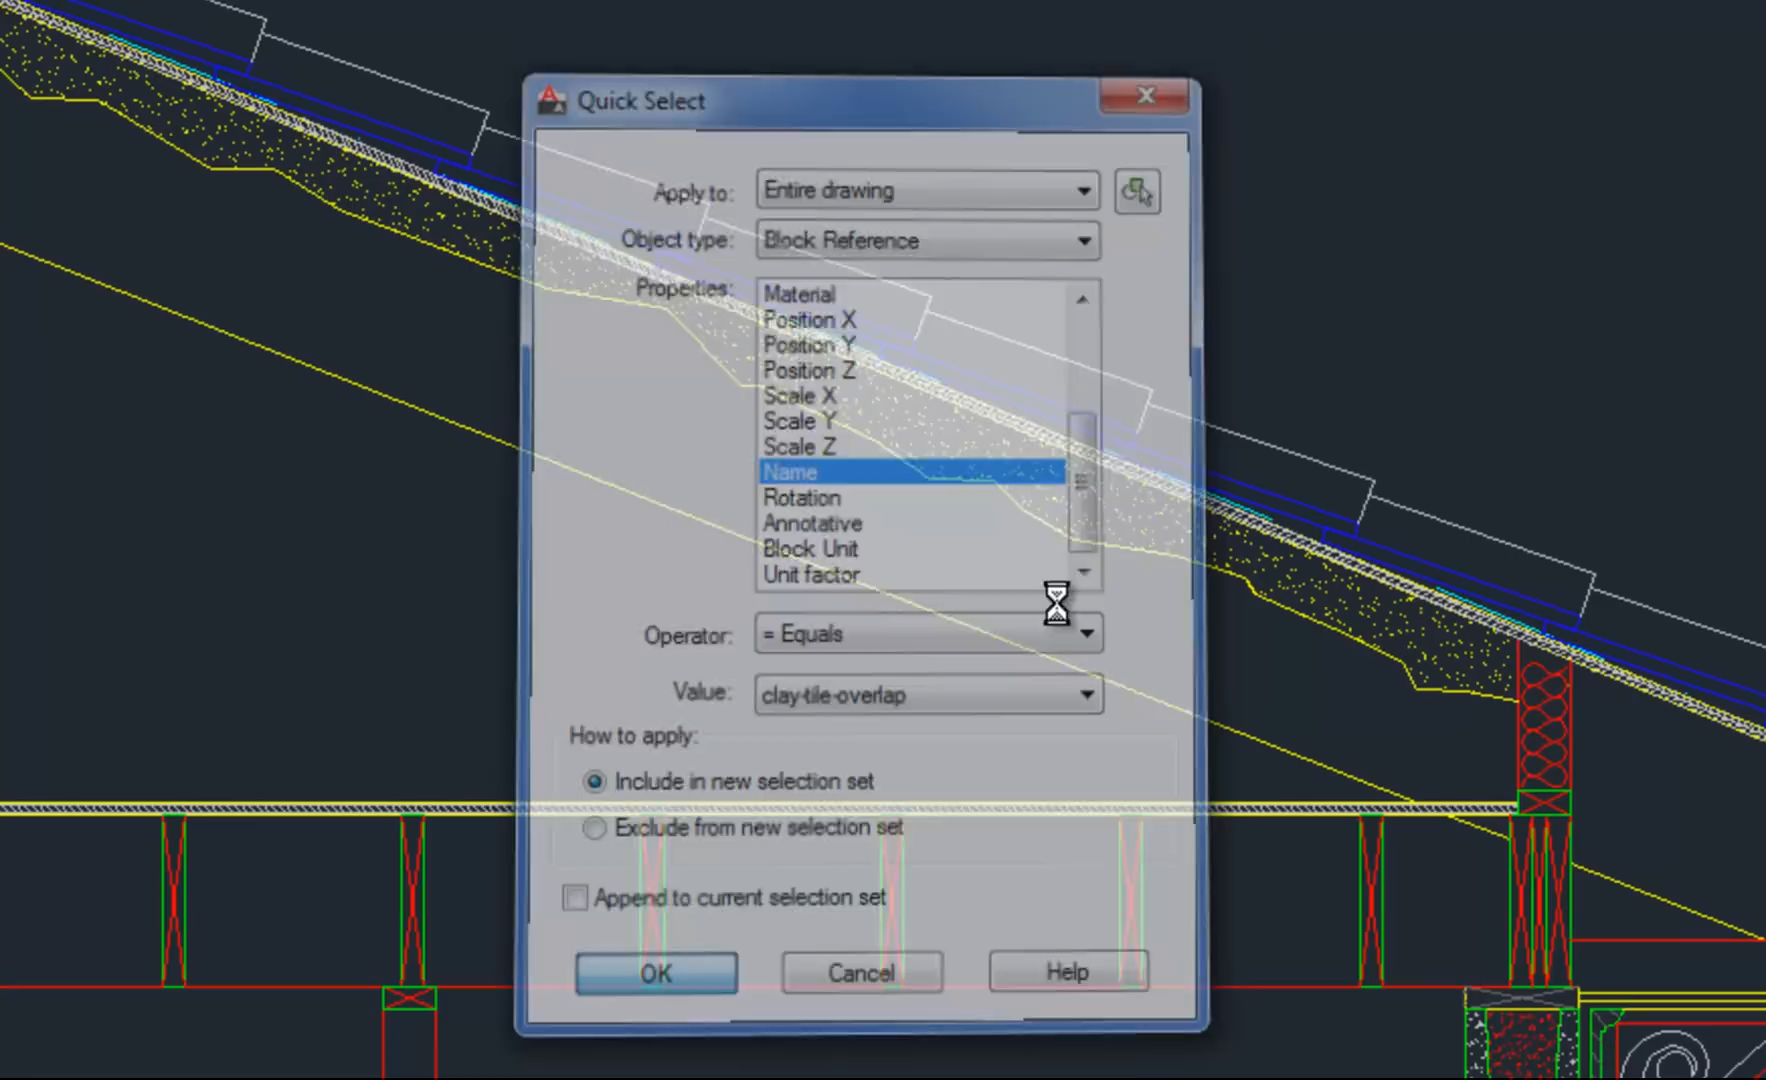 Quick Select
Apply to: Entire drawing
Object type: Block Reference
Properties:
Material
Position X
Position Y
Position Z
Scale X
Scale Y
Scale Z
Name
Rotation
Annotative
Block Unit
Unit factor
Operator: = Equals
Value: clay-tile-overlap
How to apply:
Include in new selection set
Exclude from new selection set
Append to current selection set
OK Cancel Help